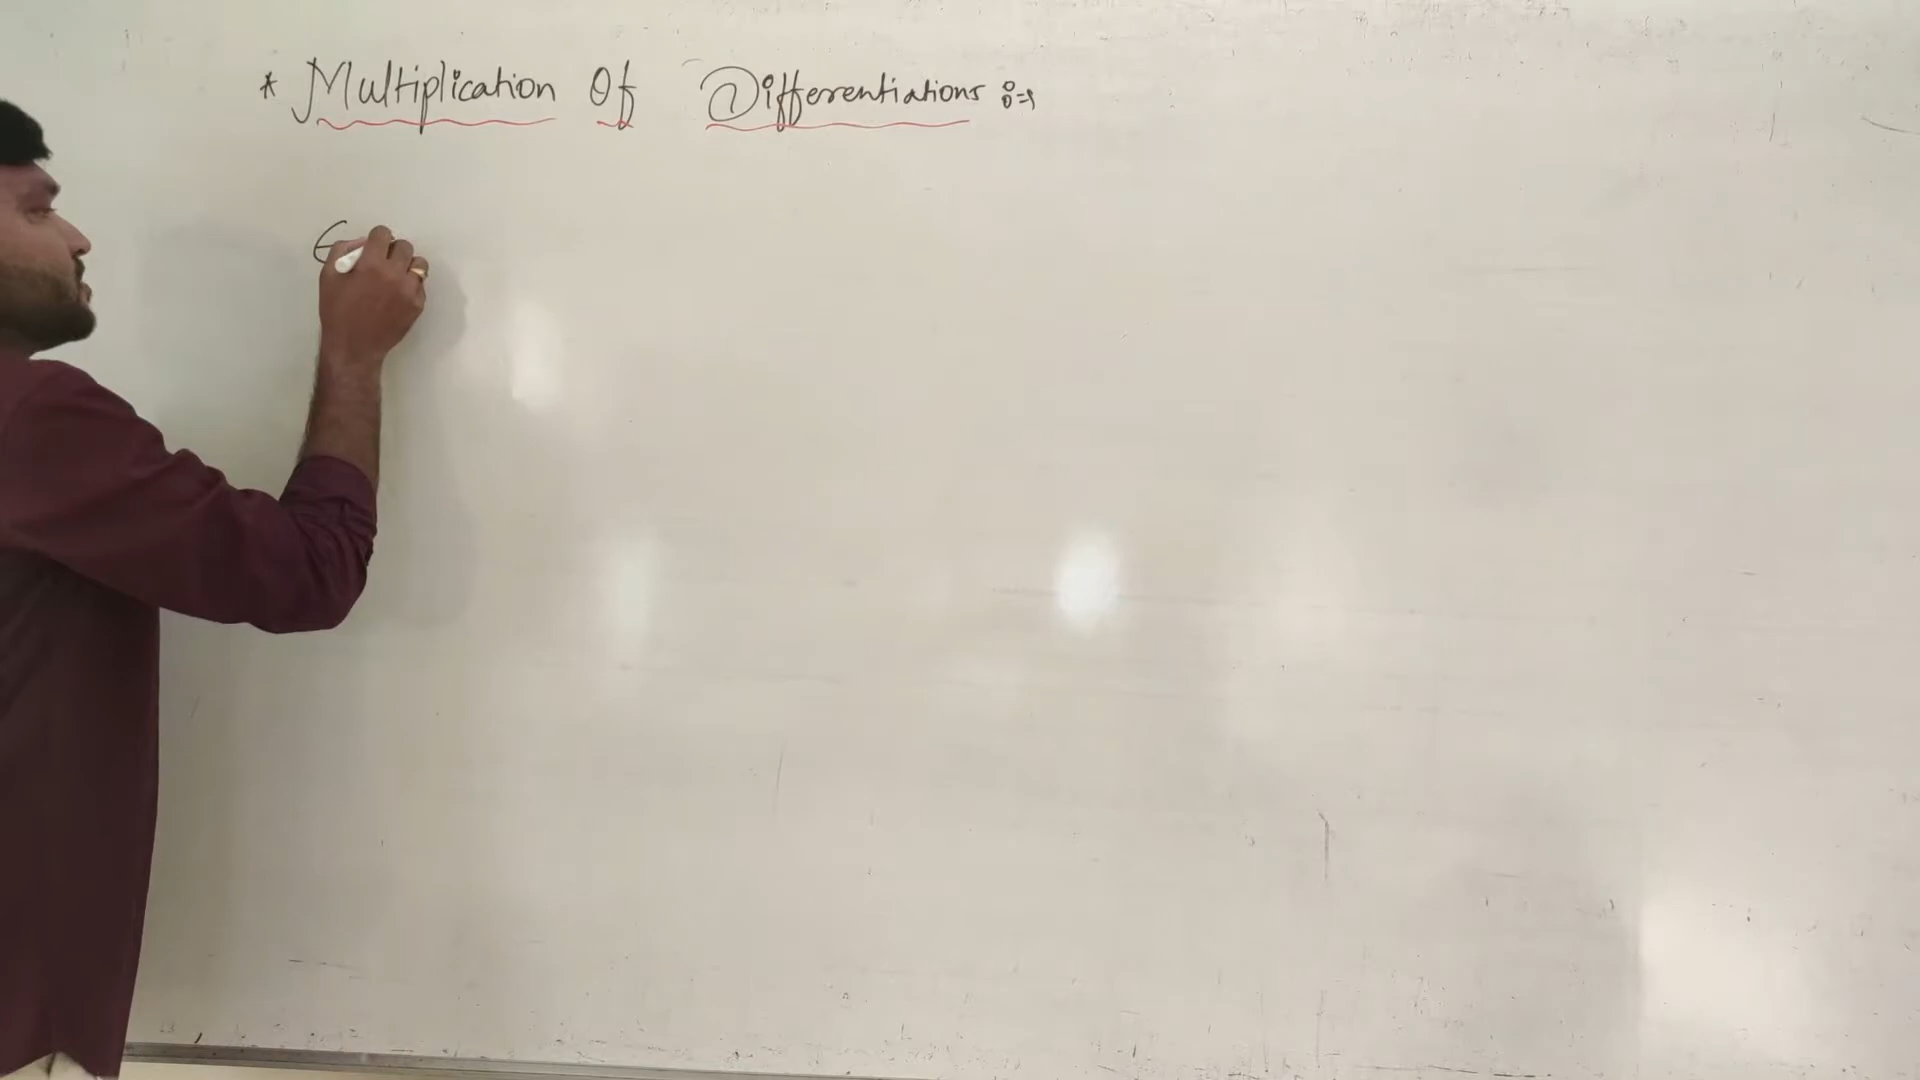 * Multiplication Of Differentiations :=>
E